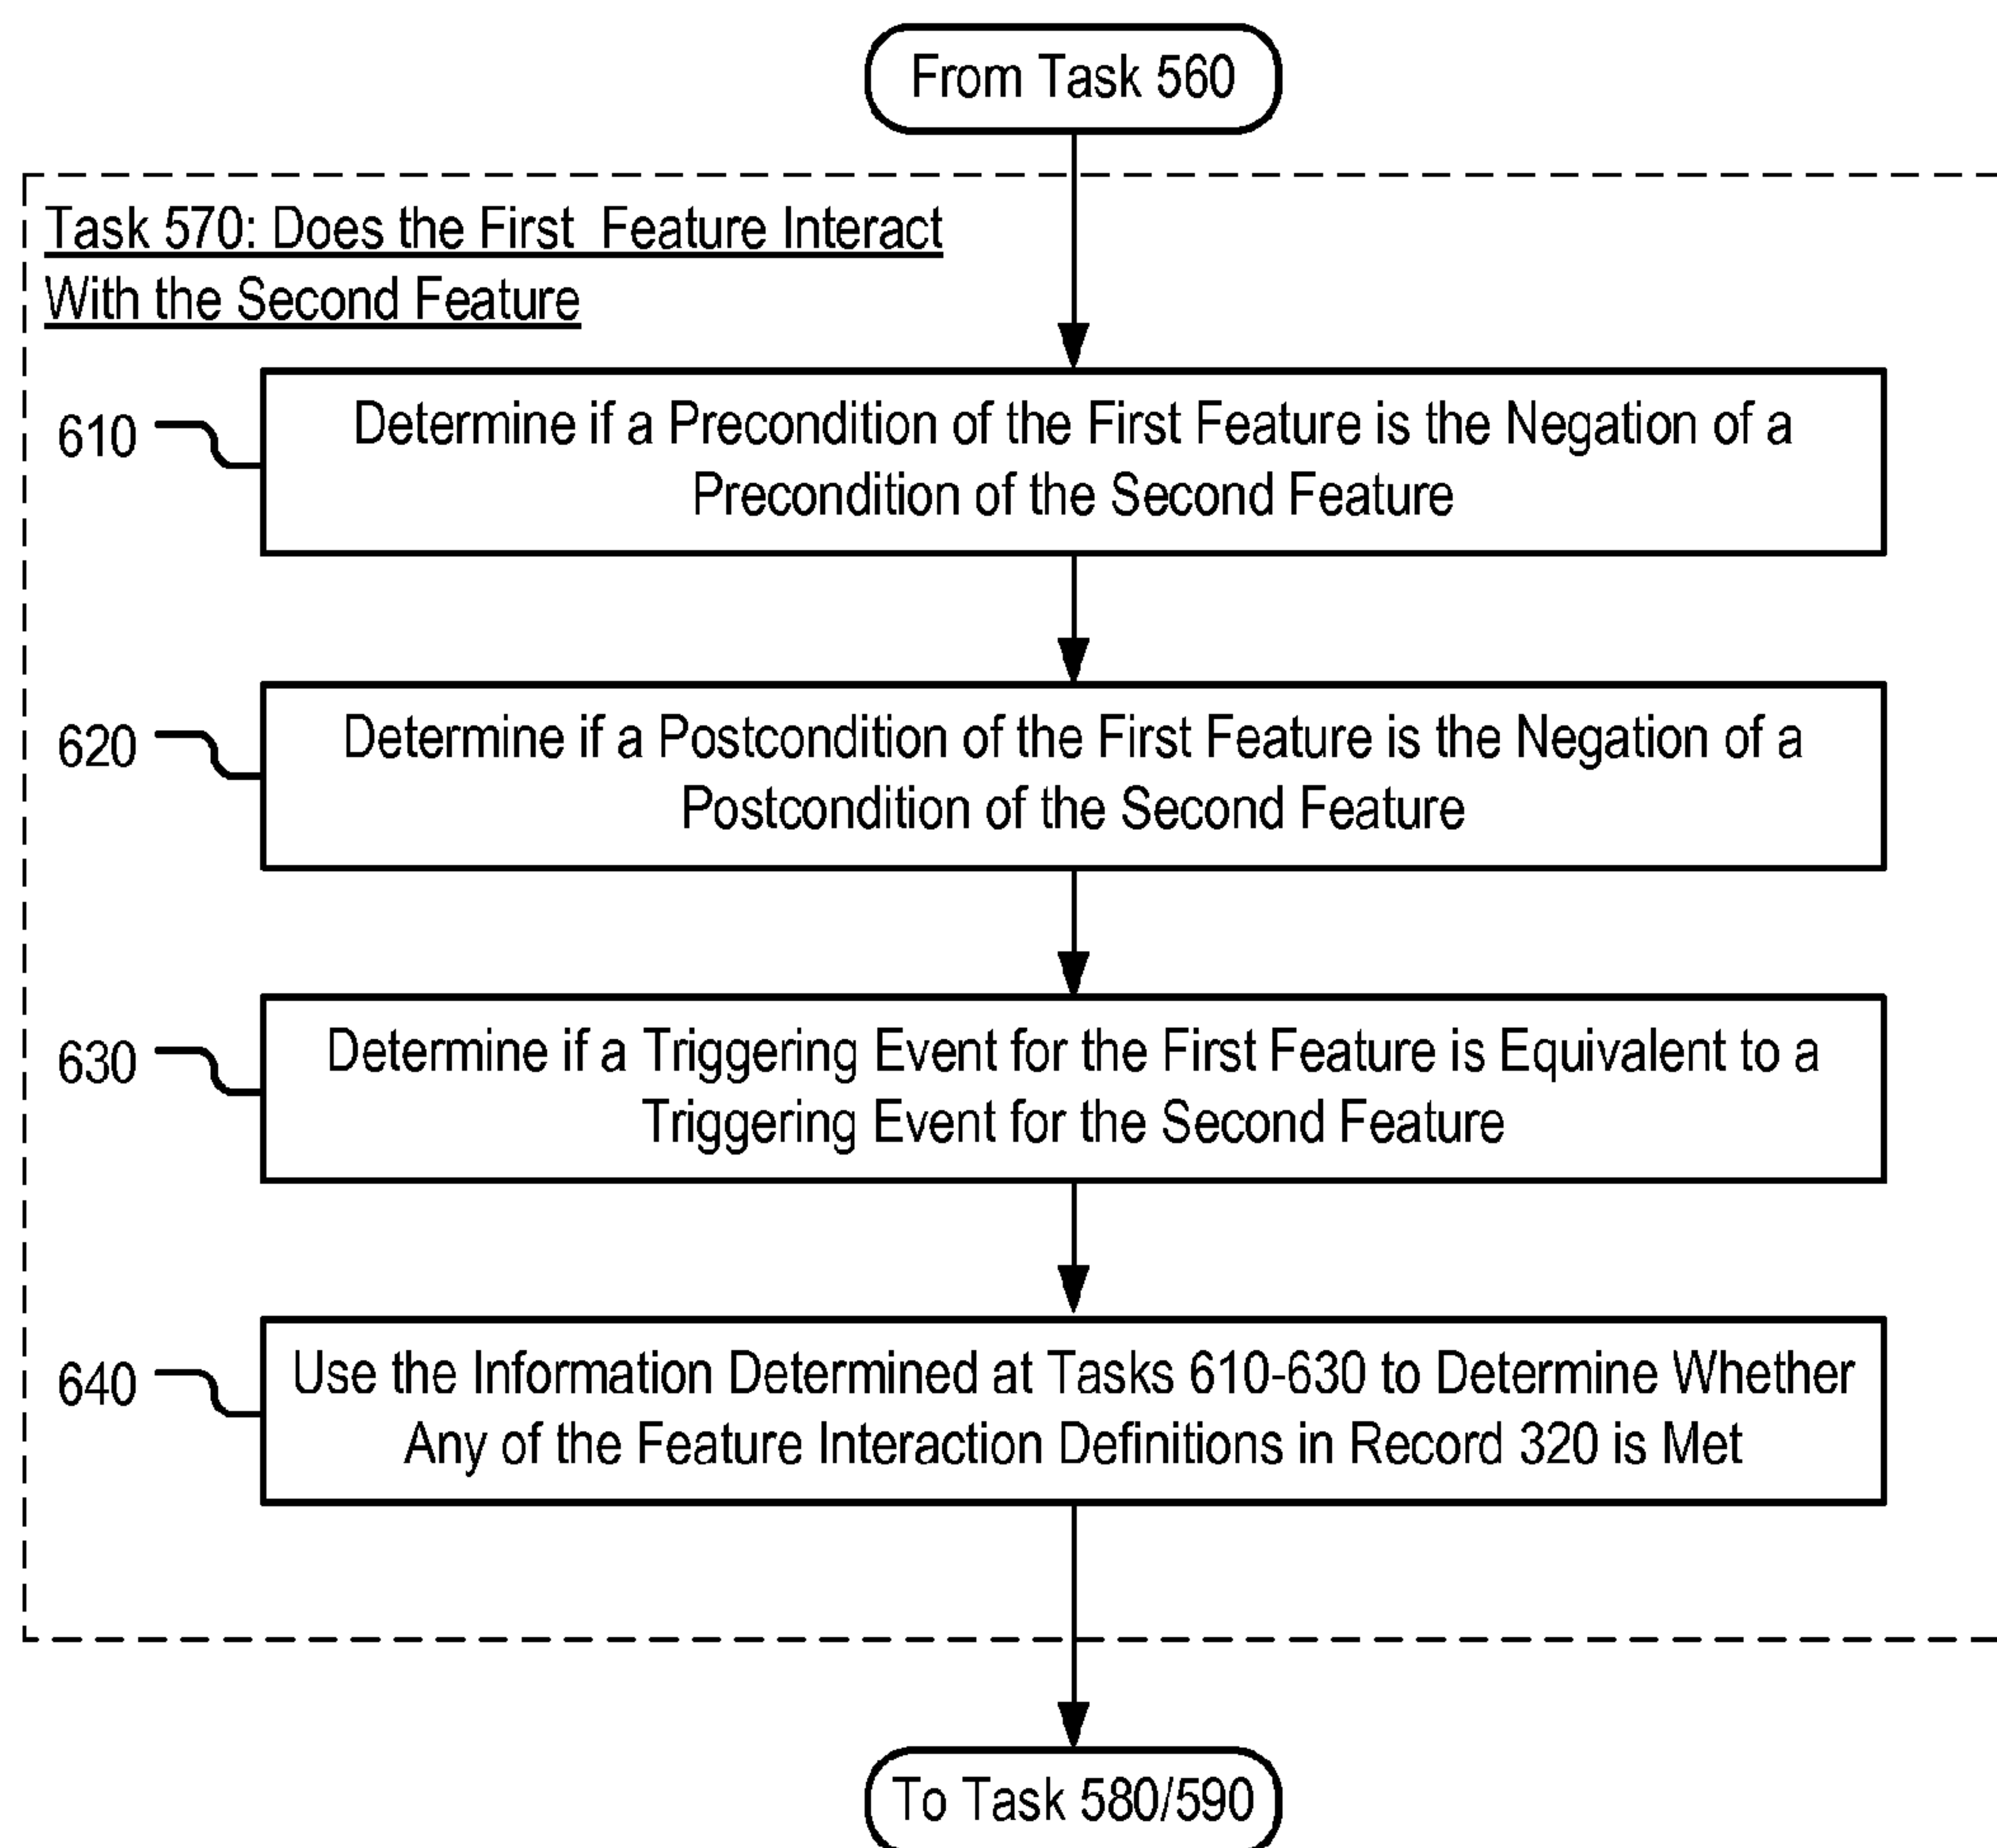 From Task 560
Task 570: Does the First Feature Interact
With the Second Feature
610
Determine if a Precondition of the First Feature is the Negation of a
Precondition of the Second Feature
620
Determine if a Postcondition of the First Feature is the Negation of a
Postcondition of the Second Feature
630
Determine if a Triggering Event for the First Feature is Equivalent to a
Triggering Event for the Second Feature
640
Use the Information Determined at Tasks 610-630 to Determine Whether
Any of the Feature Interaction Definitions in Record 320 is Met
To Task 580/590